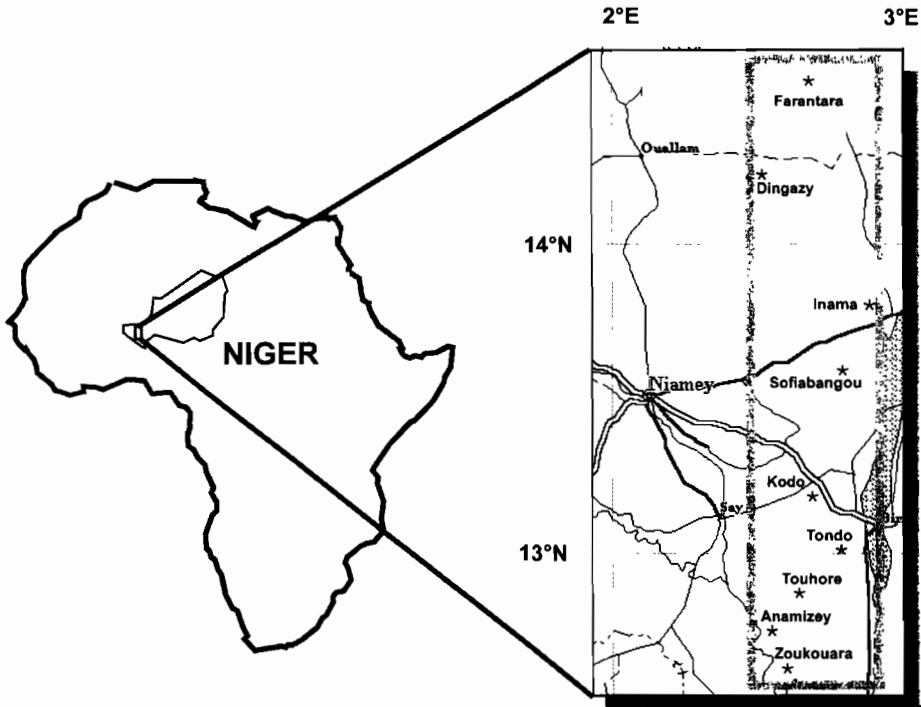 2°E 3°E
Farantara
Ouallam
Dingazy
14°N
Inama
NIGER
Niamey
Sofiabangou
Kodo
Say
13°N
Tondo
Touhore
Anamizey
Zoukouara